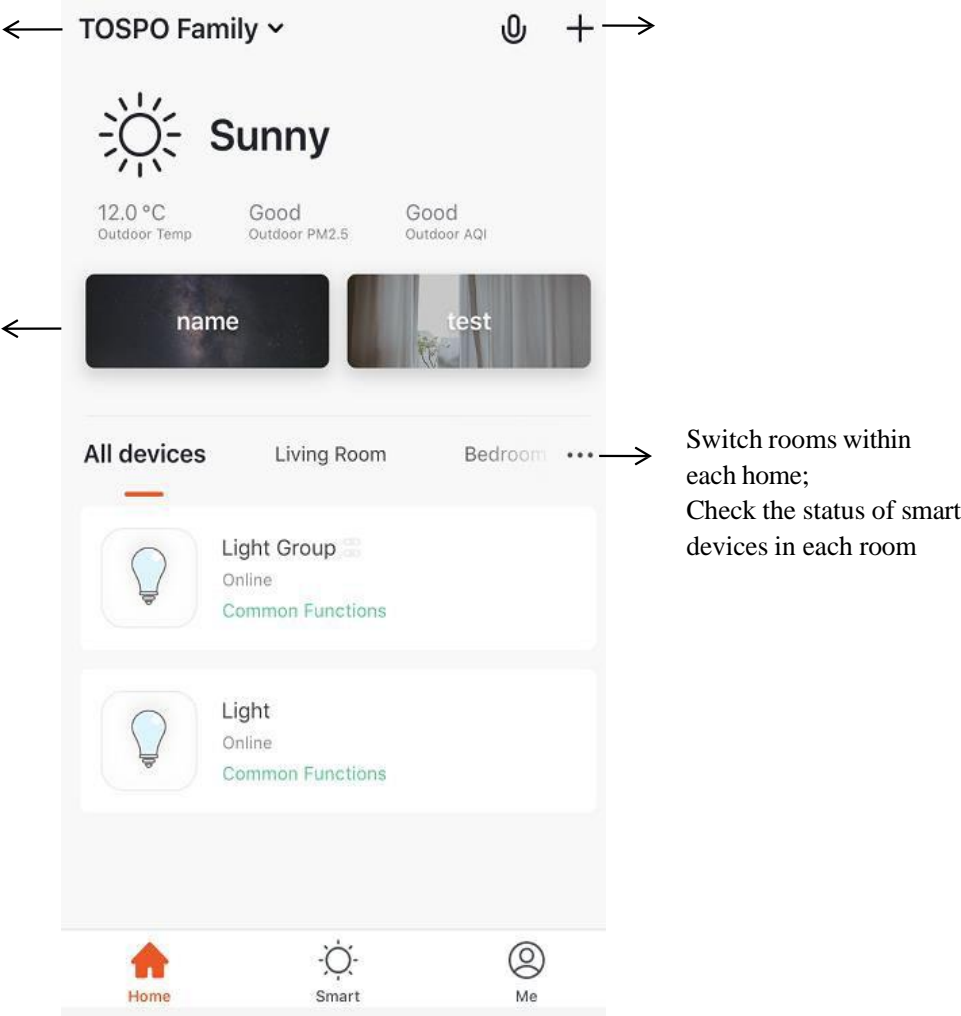 TOSPO Family
Sunny
12.0 °C Good Good
Outdoor Temp Outdoor PM2.5 Outdoor AQI
name test
All devices Living Room Bedroom
Switch rooms within
each home;
Check the status of smart
devices in each room
Light Group
Online
Common Functions
Light
Online
Common Functions
Home Smart Me